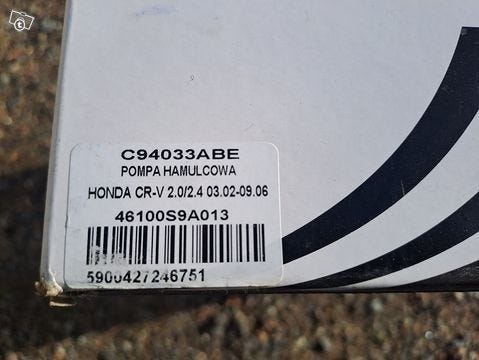 C94033ABE
POMPA HAMULCOWA
HONDA CR-V 2.0/2.4 03.02-09.06
46100S9A013
5900427246751